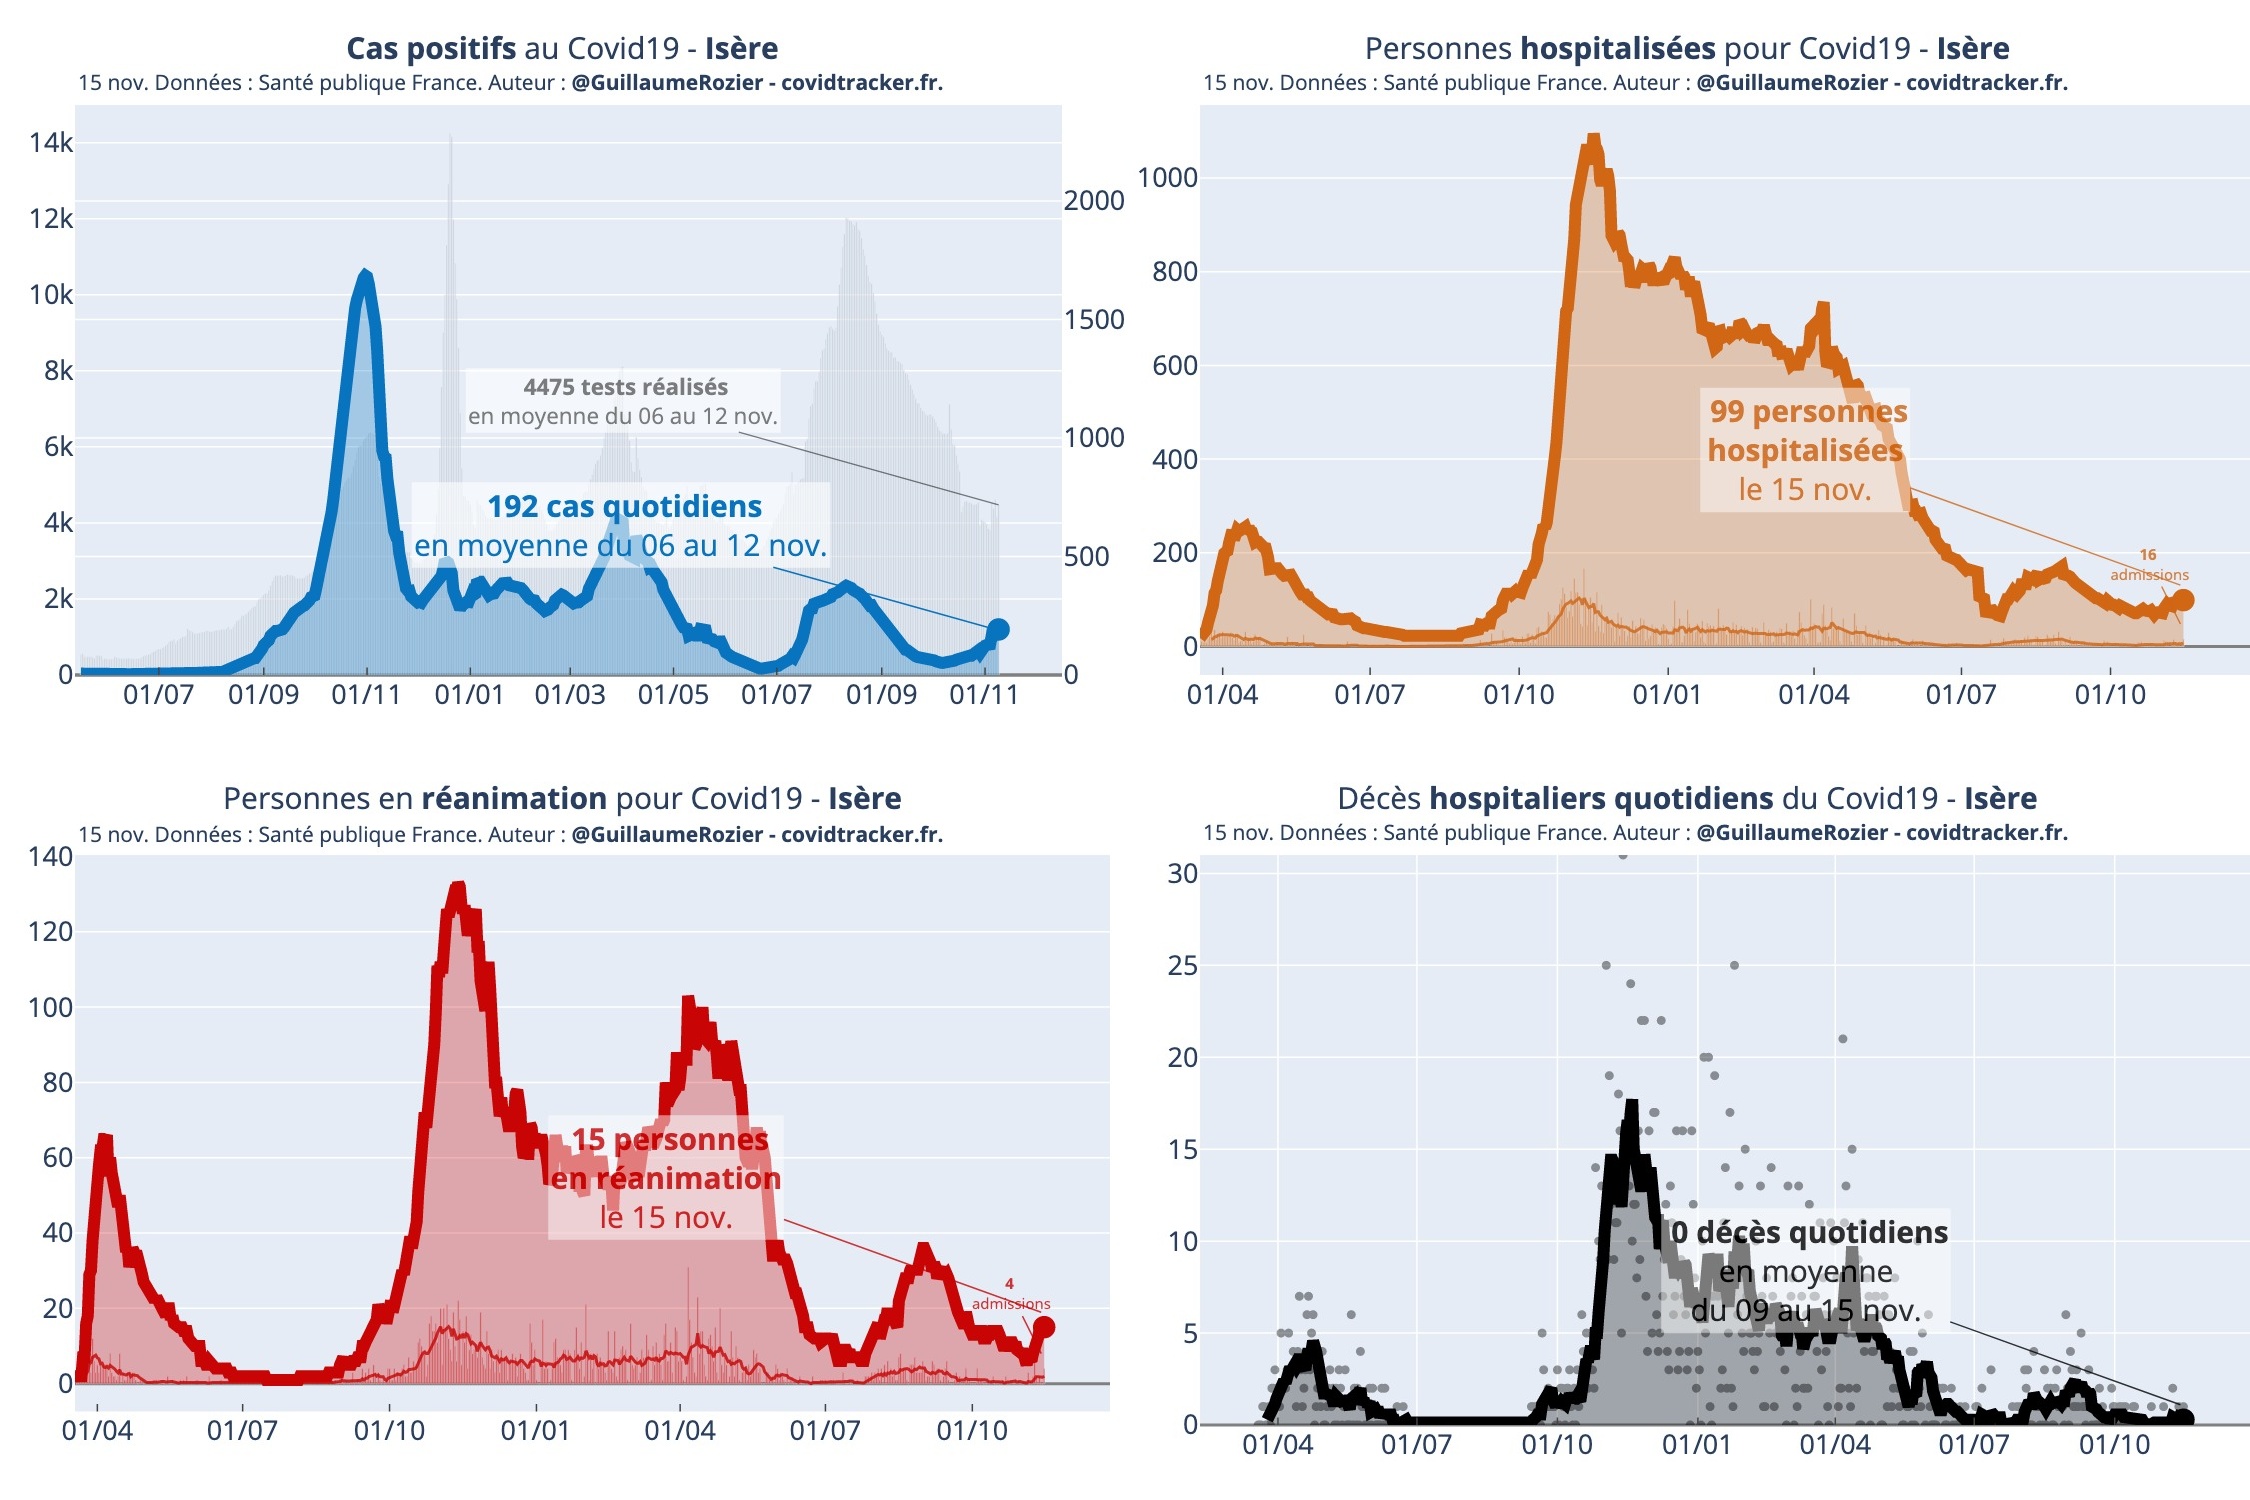 Cas positifs au Covid19 - Isère
15 nov. Données : Santé publique France. Auteur : @GuillaumeRozier - covidtracker.fr.
14k
12k
10k
8k
6k
4k
2k
0
2000
1500
1000
500
0
4475 tests réalisés
en moyenne du 06 au 12 nov.
192 cas quotidiens
en moyenne du 06 au 12 nov.
01/07 01/09 01/11 01/01 01/03 01/05 01/07 01/09 01/11
Personnes hospitalisées pour Covid19 - Isère
15 nov. Données : Santé publique France. Auteur : @GuillaumeRozier - covidtracker.fr.
1000
800
600
400
200
0
99 personnes
hospitalisées
le 15 nov.
16
admissions
01/04 01/07 01/10 01/01 01/04 01/07 01/10
Personnes en réanimation pour Covid19 - Isère
15 nov. Données : Santé publique France. Auteur : @GuillaumeRozier - covidtracker.fr.
140
120
100
80
60
40
20
0
15 personnes
en réanimation
le 15 nov.
4
admissions
01/04 01/07 01/10 01/01 01/04 01/07 01/10
Décès hospitaliers quotidiens du Covid19 - Isère
15 nov. Données : Santé publique France. Auteur : @GuillaumeRozier - covidtracker.fr.
30
25
20
15
10
5
0
0 décès quotidiens
en moyenne
du 09 au 15 nov.
01/04 01/07 01/10 01/01 01/04 01/07 01/10